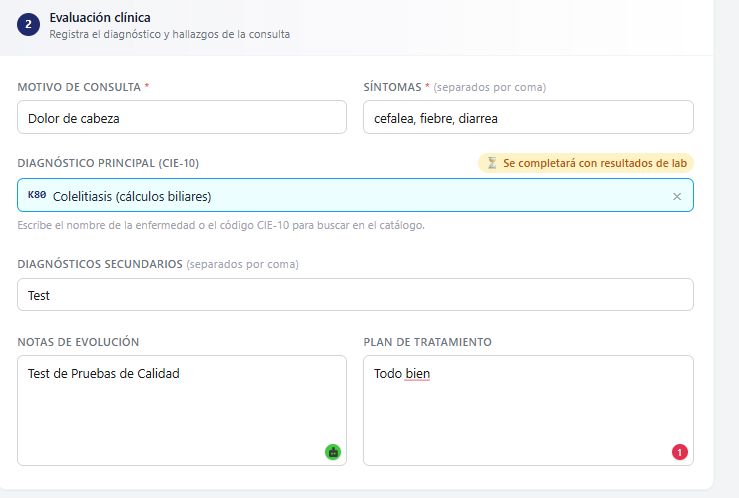 2
Evaluación clínica
Registra el diagnóstico y hallazgos de la consulta
MOTIVO DE CONSULTA *
SÍNTOMAS * (separados por coma)
Dolor de cabeza
cefalea, fiebre, diarrea
DIAGNÓSTICO PRINCIPAL (CIE-10)
⏳ Se completará con resultados de lab
K80 Colelitiasis (cálculos biliares) ×
Escribe el nombre de la enfermedad o el código CIE-10 para buscar en el catálogo.
DIAGNÓSTICOS SECUNDARIOS (separados por coma)
Test
NOTAS DE EVOLUCIÓN
PLAN DE TRATAMIENTO
Test de Pruebas de Calidad
Todo bien
1